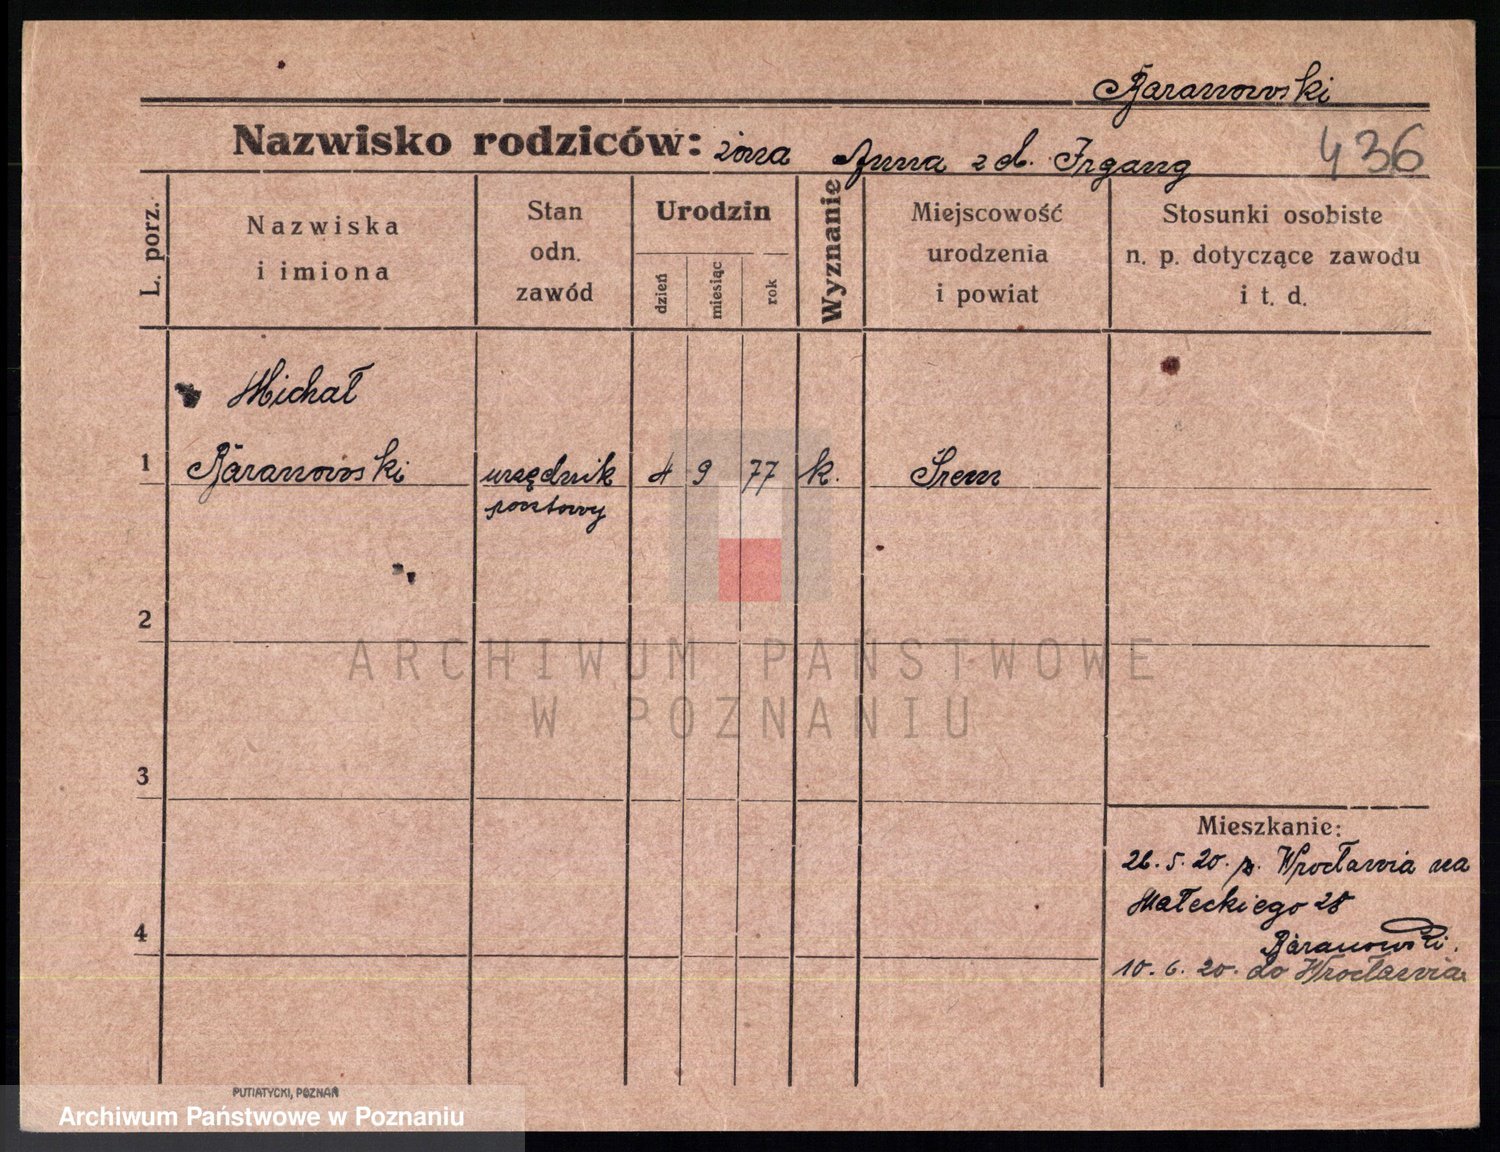 Baranowski
Nazwisko rodziców: żona Anna z d. Irgang
436
L. porz.
Nazwiska
i imiona
Stan
odn.
zawód
Urodzin
dzień
miesiąc
rok
Wyznanie
Miejscowość
urodzenia
i powiat
Stosunki osobiste
n. p. dotyczące zawodu
i t. d.
Michał
1 Baranowski urzędnik 4 9 77 k. Śrem
pocztowy
2
ARCHIWUM PAŃSTWOWE
W POZNANIU
3
Mieszkanie:
26. 5. 20. z. Wrocławia na
Małeckiego 28
4
Baranowski.
10. 6. 20. do Wrocławia
PUTIATYCKI, POZNAŃ
Archiwum Państwowe w Poznaniu